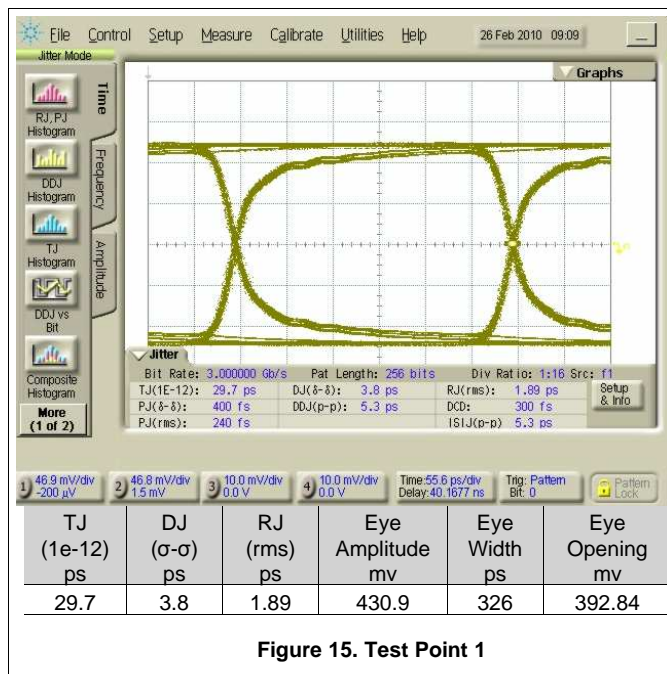 File Control Setup Measure Calibrate Utilities Help 26 Feb 2010 09:09
Jitter Mode
Graphs
RJ, PJ
Histogram
DDJ
Histogram
TJ
Histogram
DDJ vs
Bit
Composite
Histogram
More
(1 of 2)
Time
Frequency
Amplitude
Jitter
Bit Rate: 3.000000 Gb/s Pat Length: 256 bits Div Ratio: 1:16 Src: f1
TJ(1E-12): 29.7 ps DJ(δ-δ): 3.8 ps RJ(rms): 1.89 ps
PJ(δ-δ): 400 fs DDJ(p-p): 5.3 ps DCD: 300 fs
PJ(rms): 240 fs ISIJ(p-p) 5.3 ps
Setup
& Info
1 46.9 mV/div 2 46.8 mV/div 3 10.0 mV/div 4 10.0 mV/div Time:55.6 ps/div Trig: Pattern Pattern
-200 µV 1.5 mV 0.0 V 0.0 V Delay:40.1677 ns Bit: 0 Lock
TJ DJ RJ Eye Eye Eye
(1e-12) (σ-σ) (rms) Amplitude Width Opening
ps ps ps mv ps mv
29.7 3.8 1.89 430.9 326 392.84
Figure 15. Test Point 1